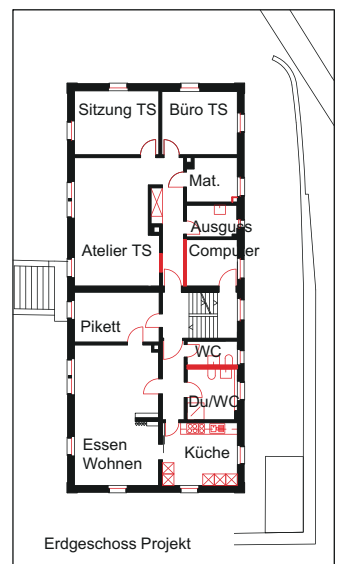 Sitzung TS
Büro TS
Mat.
Ausguss
Atelier TS
Computer
Pikett
WC
Du/WC
Essen
Wohnen
Küche
Erdgeschoss Projekt